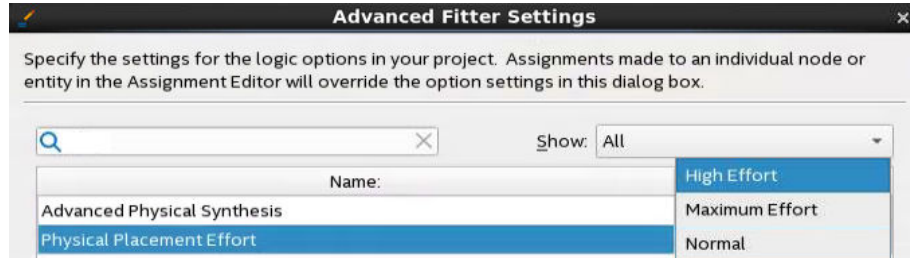 Advanced Fitter Settings
Specify the settings for the logic options in your project. Assignments made to an individual node or
entity in the Assignment Editor will override the option settings in this dialog box.
Show: All
Name:
High Effort
Advanced Physical Synthesis
Maximum Effort
Physical Placement Effort
Normal